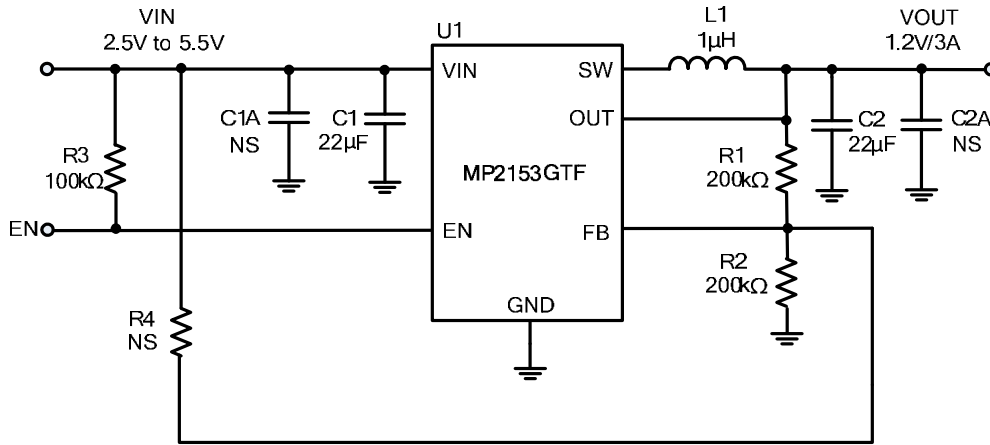 VIN
2.5V to 5.5V
U1
L1
1μH
VOUT
1.2V/3A
VIN
SW
C1A
NS
C1
22μF
OUT
C2
22μF
C2A
NS
R3
100kΩ
MP2153GTF
R1
200kΩ
EN
EN
FB
R2
200kΩ
GND
R4
NS